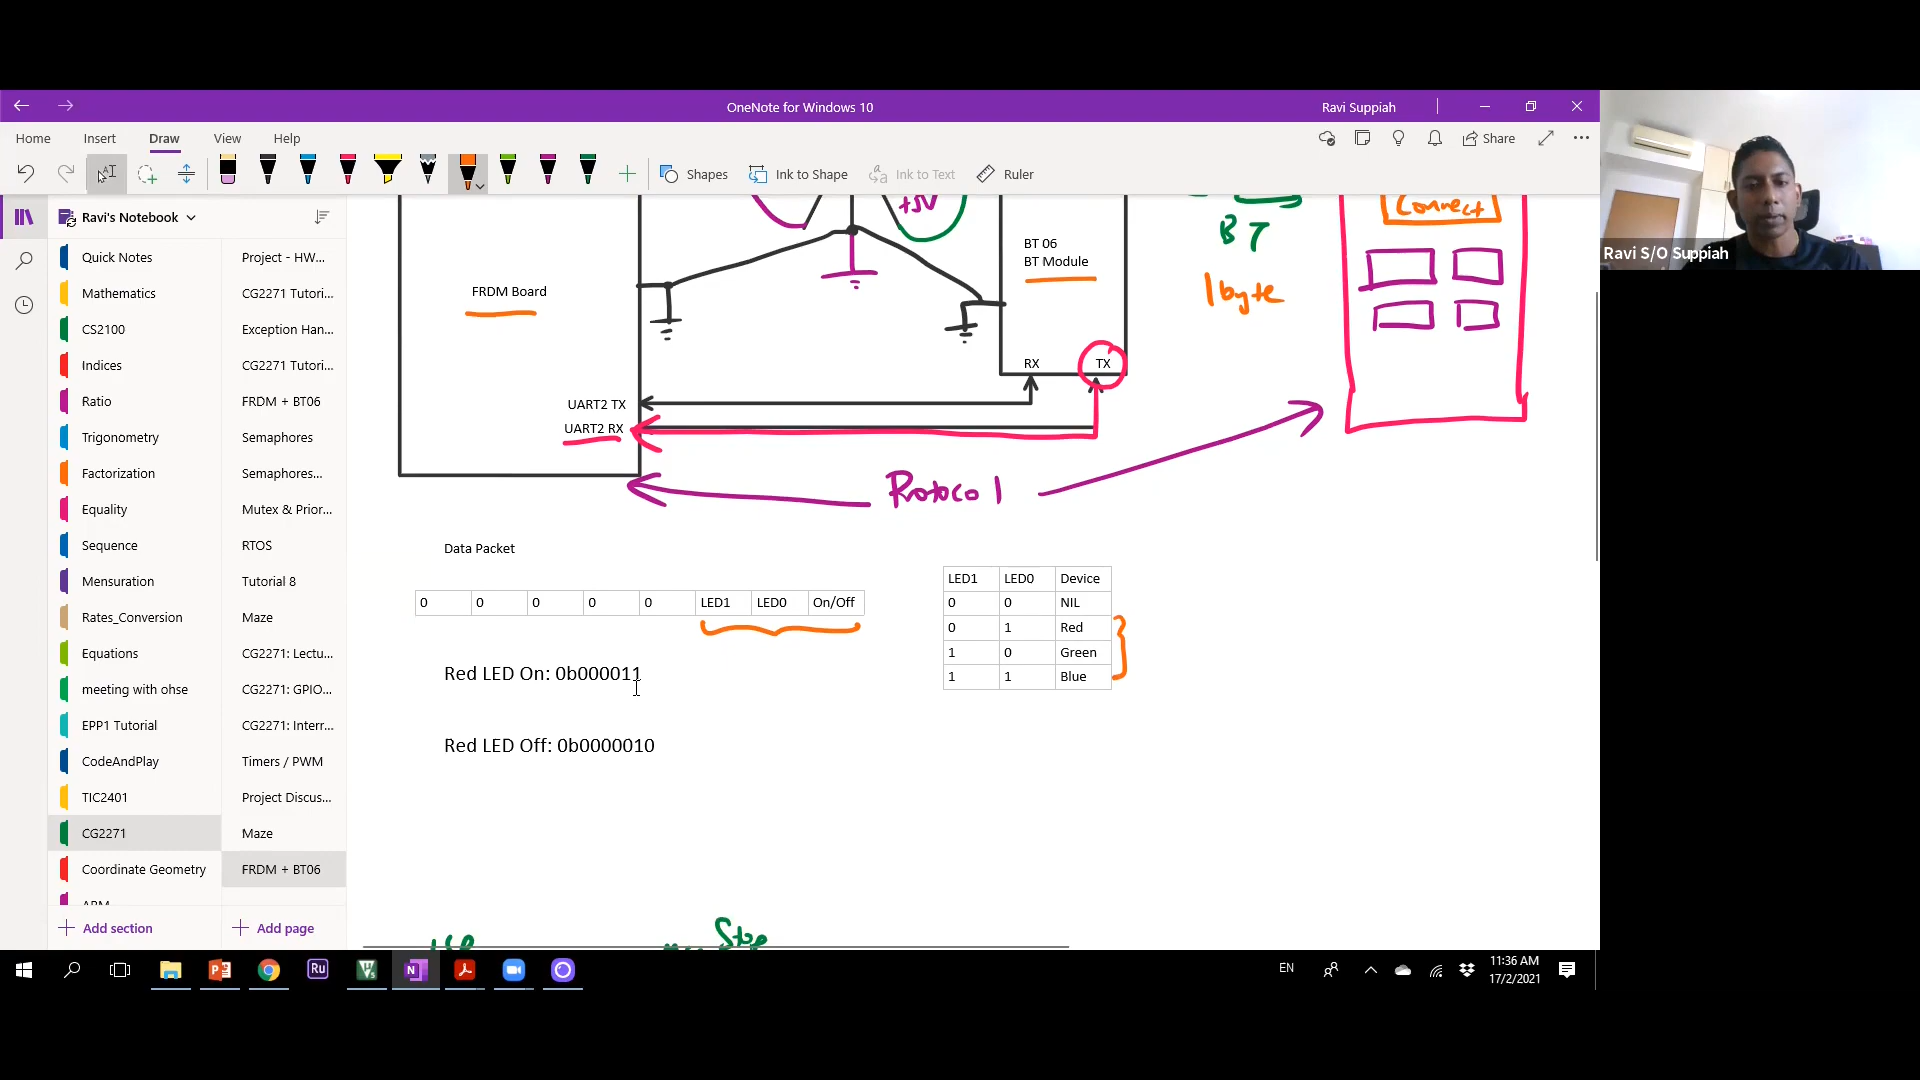 OneNote for Windows 10
Ravi Suppiah
Home Insert Draw View Help
Share
Shapes
Ink to Shape
Ink to Text
Ruler
Ravi's Notebook
Quick Notes
Mathematics
CS2100
Indices
Ratio
Trigonometry
Factorization
Equality
Sequence
Mensuration
Rates_Conversion
Equations
meeting with ohse
EPP1 Tutorial
CodeAndPlay
TIC2401
CG2271
Coordinate Geometry
ARM
Add section
Project - HW...
CG2271 Tutori...
Exception Han...
CG2271 Tutori...
FRDM + BT06
Semaphores
Semaphores...
Mutex & Prior...
RTOS
Tutorial 8
Maze
CG2271: Lectu...
CG2271: GPIO...
CG2271: Interr...
Timers / PWM
Project Discus...
Maze
FRDM + BT06
Add page
+5V
BT
1 byte
Connect
BT 06
BT Module
FRDM Board
RX TX
UART2 TX
UART2 RX
Protocol
Data Packet
0 0 0 0 0 LED1 LED0 On/Off
LED1 LED0 Device
0 0 NIL
0 1 Red
1 0 Green
1 1 Blue
Red LED On: 0b000011
Red LED Off: 0b0000010
Stop
Ravi S/O Suppiah
EN
11:36 AM
17/2/2021